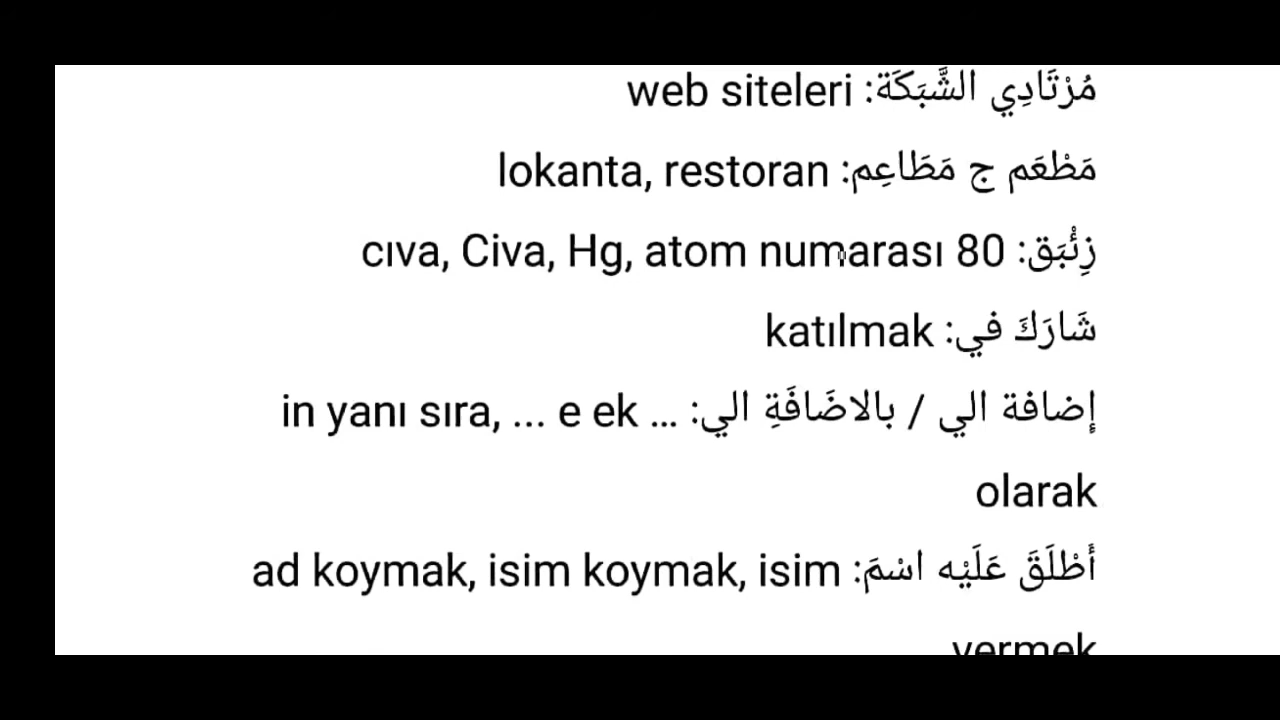 مُرْتَادِي الشَّبَكَة: web siteleri
مَطْعَم ج مَطَاعِم: lokanta, restoran
زِئْبَق: cıva, Civa, Hg, atom numarası 80
شَارَكَ في: katılmak
إضافة الي / بالاضَافَةِ الي: ... in yanı sıra, ... e ek
olarak
أَطْلَقَ عَلَيْه اسْمَ: ad koymak, isim koymak, isim
vermek